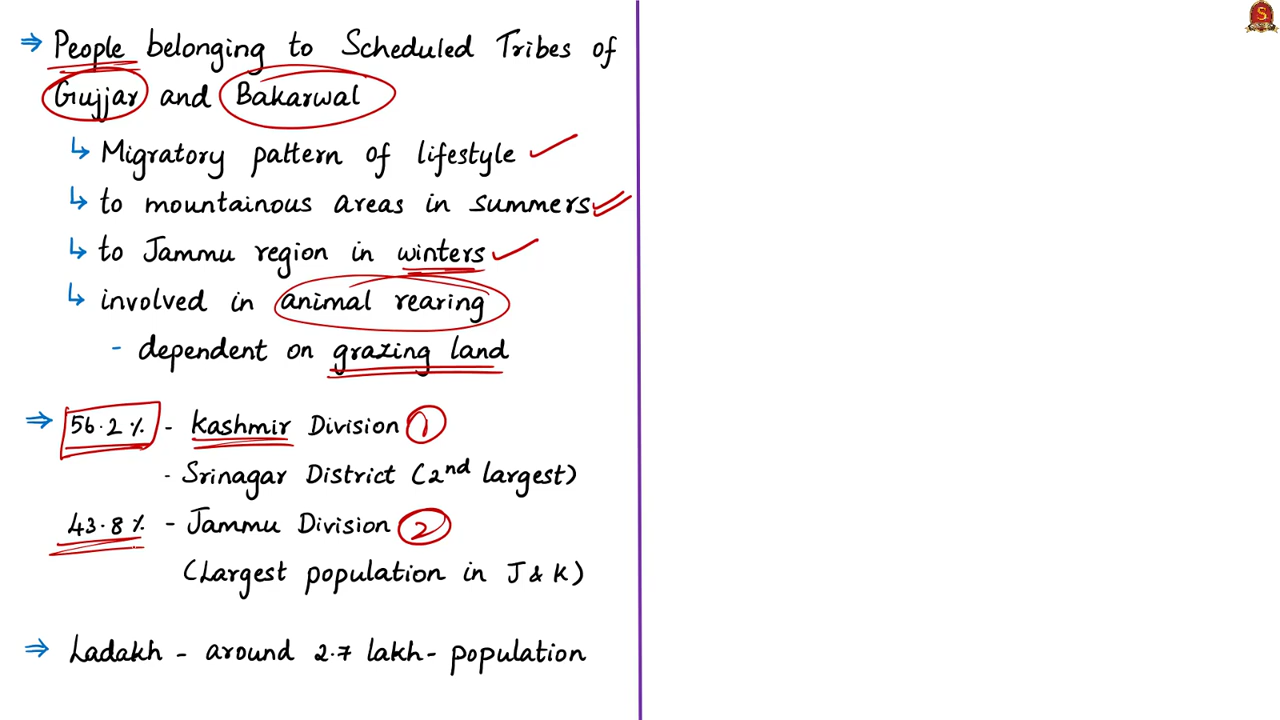 ⇒ People belonging to Scheduled Tribes of
Gujjar and Bakarwal
↳ Migratory pattern of lifestyle
↳ to mountainous areas in summers
↳ to Jammu region in winters
↳ involved in animal rearing
- dependent on grazing land
⇒ 56.2% - Kashmir Division 1
- Srinagar District (2nd largest)
43.8% - Jammu Division 2
(Largest population in J & K)
⇒ Ladakh - around 2.7 lakh - population
S